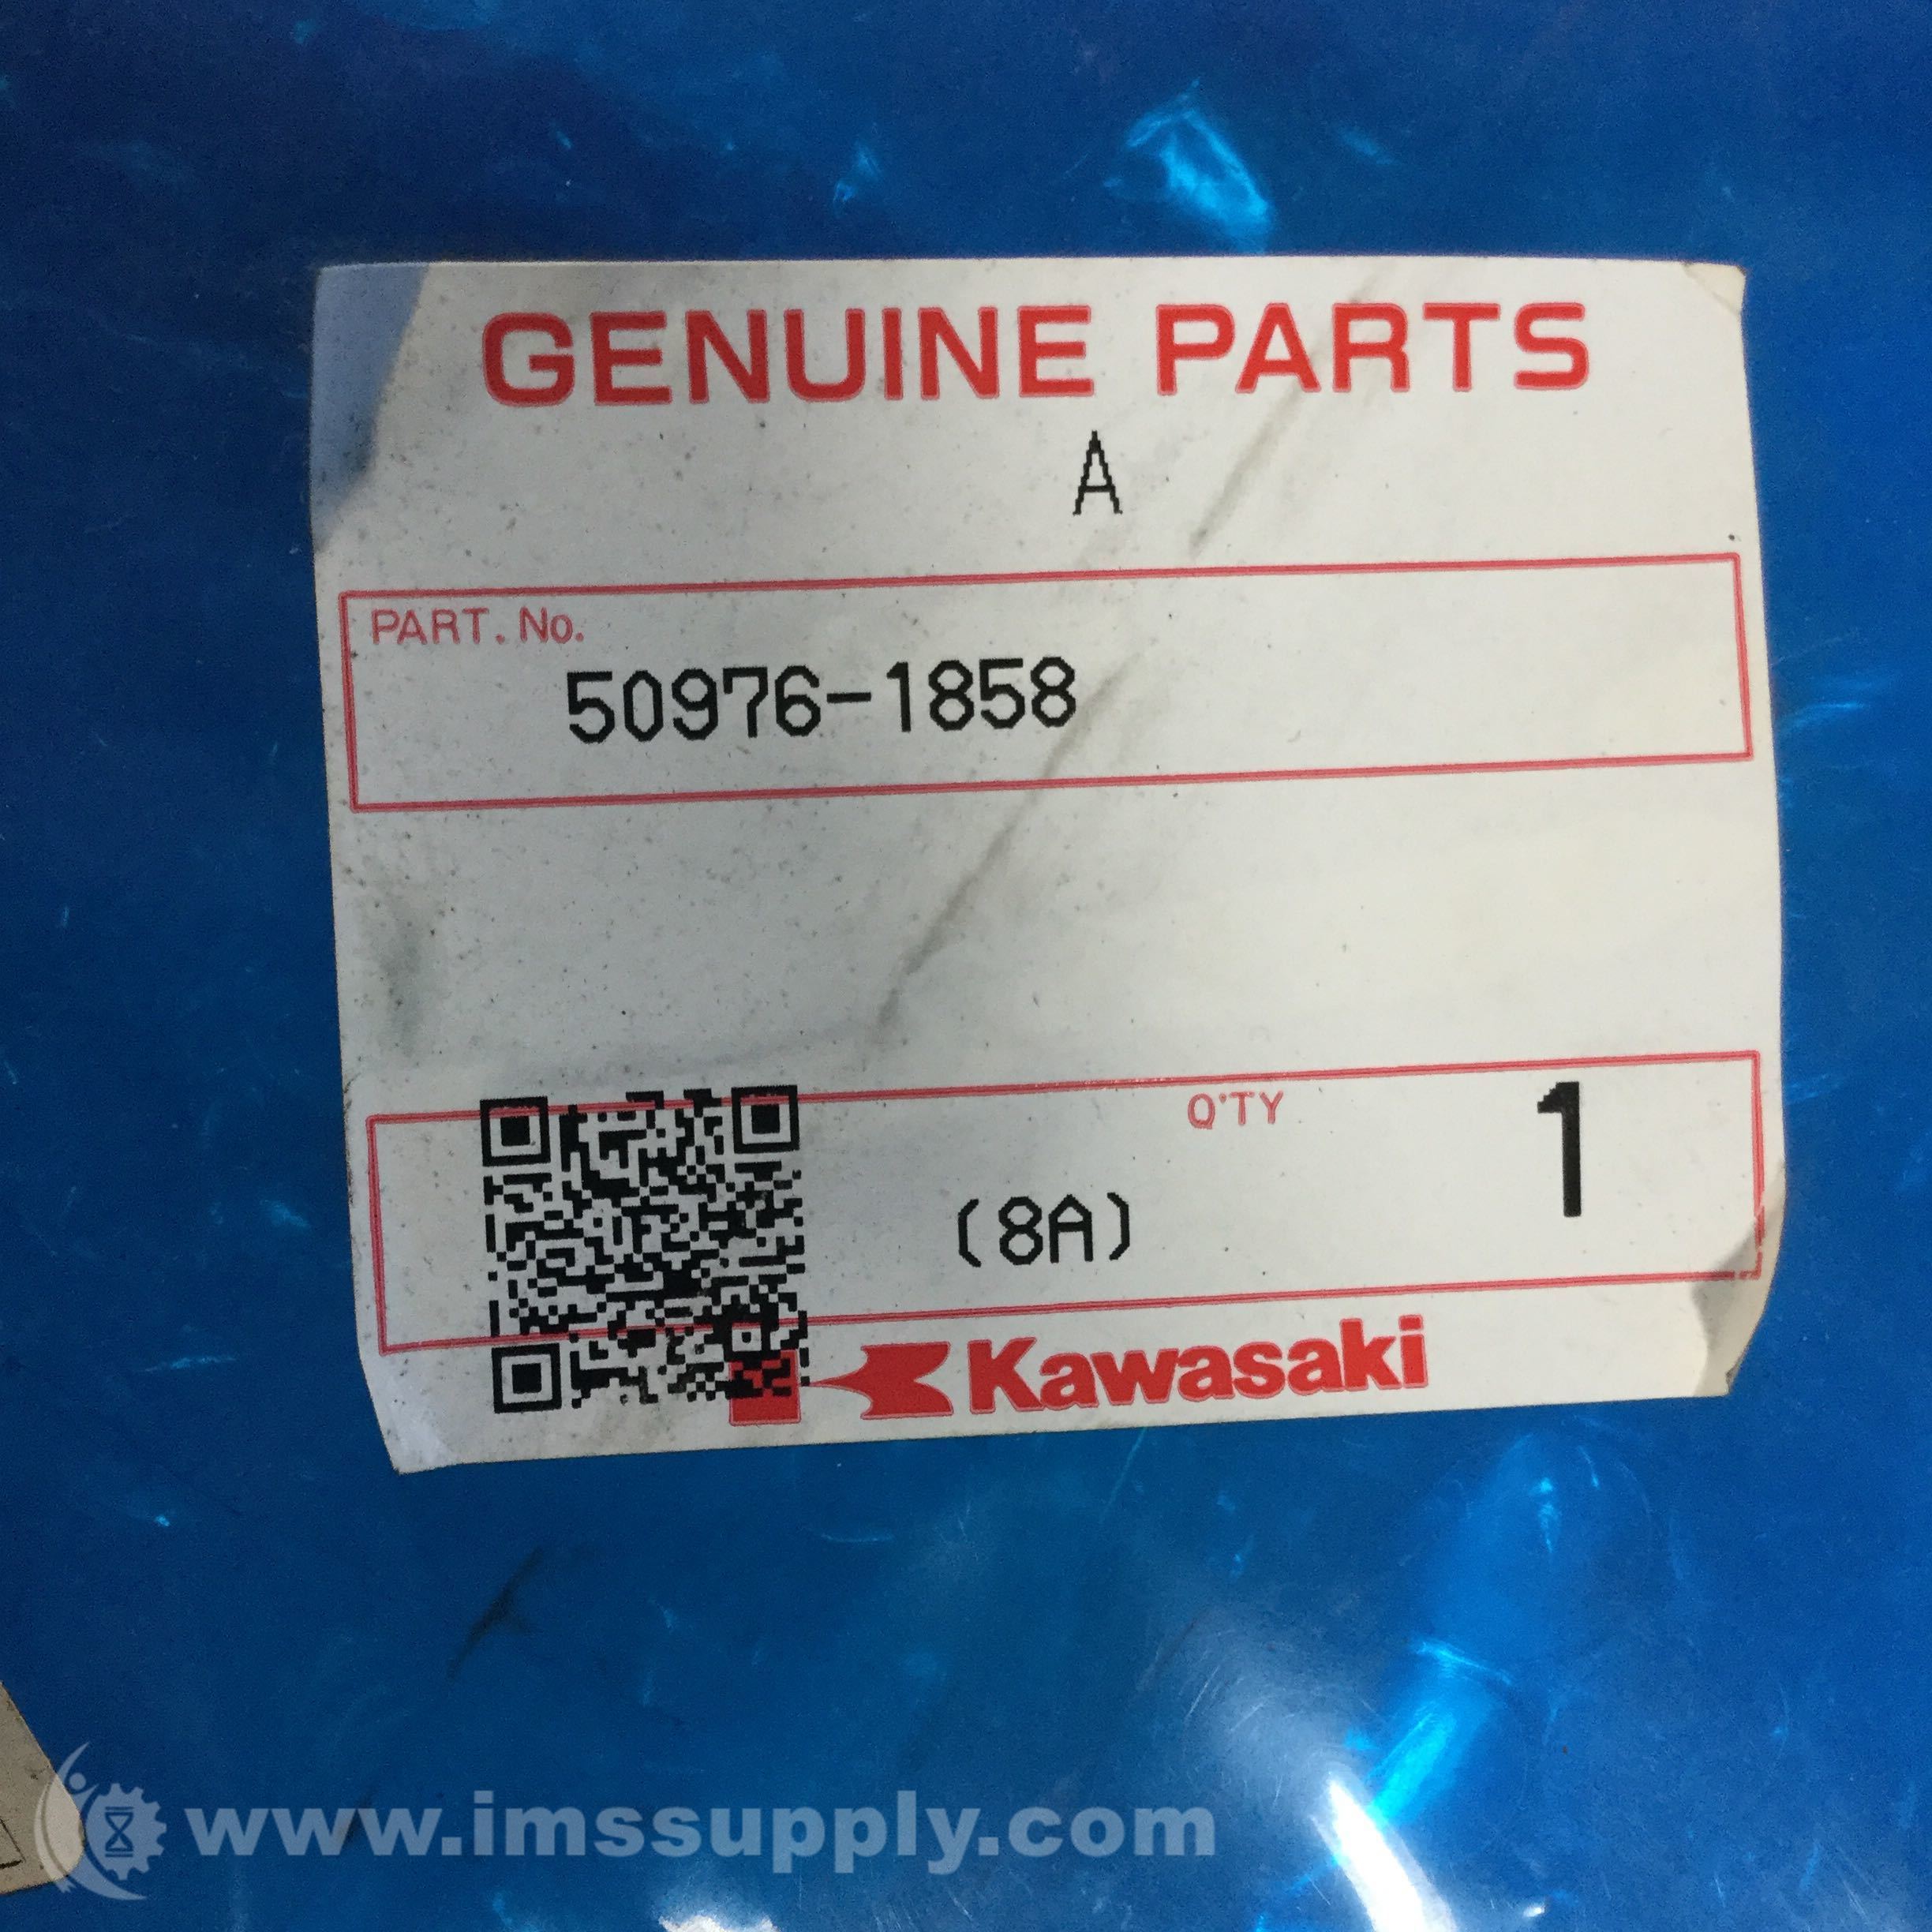 GENUINE PARTS
A
PART. No.
50976-1858
Q'TY
1
(8A)
Kawasaki
www.imssupply.com